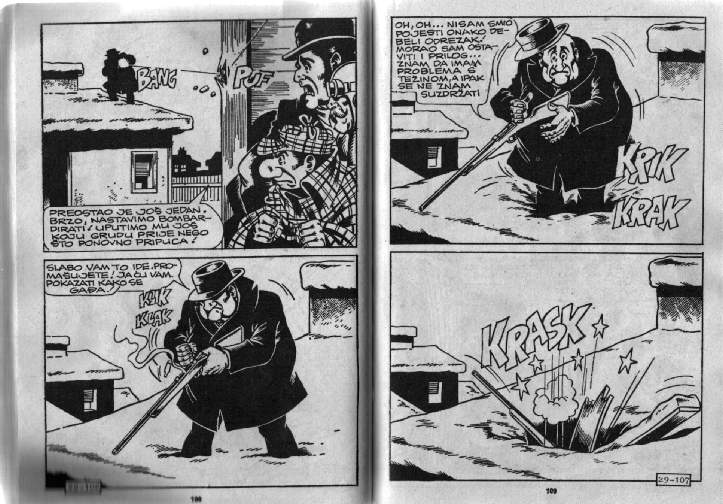 BANG
PUF
PREOSTAO JE JOŠ JEDAN.
BRZO, NASTAVIMO BOMBAR-
DIRATI! UPUTIMO MU JOŠ
KOJU GRUDU PRIJE NEGO
ŠTO PONOVNO PRIPUCA!
SLABO VAM TO IDE. PRO-
MAŠUJETE! JA ĆU VAM
POKAZATI KAKO SE
GAĐA.
KLIK
KLAK
108
OH, OH... NISAM SMIO
POJESTI ONAKO DE-
BELI ODREZAK.
MORAO SAM OSTA-
VITI I PRILOG...
ZNAM, DA IMAM
PROBLEMA S
TEŽINOM, A IPAK
SE NE ZNAM
SUZDRŽATI
KRIK
KRAK
KRASK
29-107
109